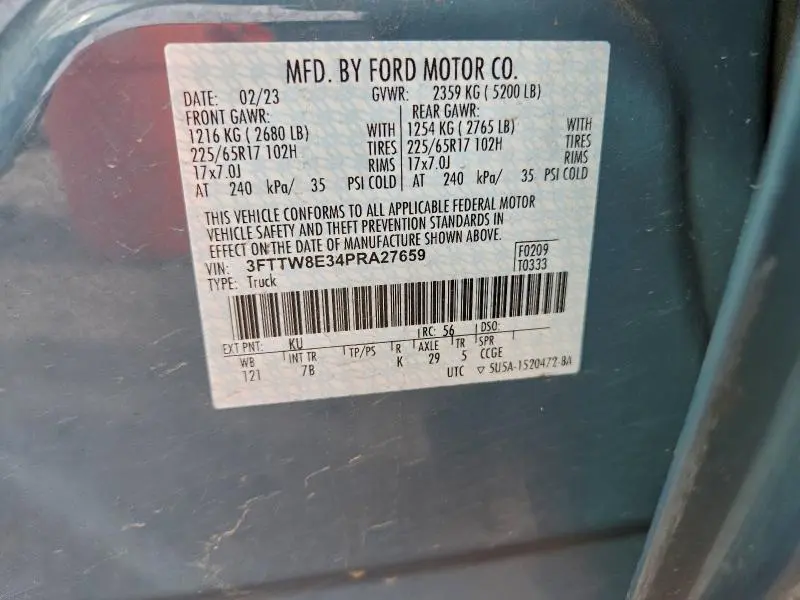 MFD. BY FORD MOTOR CO.
DATE: 02/23 GVWR: 2359 KG ( 5200 LB)
FRONT GAWR: REAR GAWR:
1216 KG ( 2680 LB) WITH 1254 KG ( 2765 LB) WITH
225/65R17 102H TIRES 225/65R17 102H TIRES
17x7.0J RIMS 17x7.0J RIMS
AT 240 kPa/ 35 PSI COLD AT 240 kPa/ 35 PSI COLD
THIS VEHICLE CONFORMS TO ALL APPLICABLE FEDERAL MOTOR
VEHICLE SAFETY AND THEFT PREVENTION STANDARDS IN
EFFECT ON THE DATE OF MANUFACTURE SHOWN ABOVE.
VIN: 3FTTW8E34PRA27659 F0209
TYPE: Truck T0333
EXT PNT: KU RC: 56 DSO:
WB INT TR TP/PS R AXLE TR SPR
121 7B K 29 5 CCGE
UTC ▽ 5U5A-1520472-BA